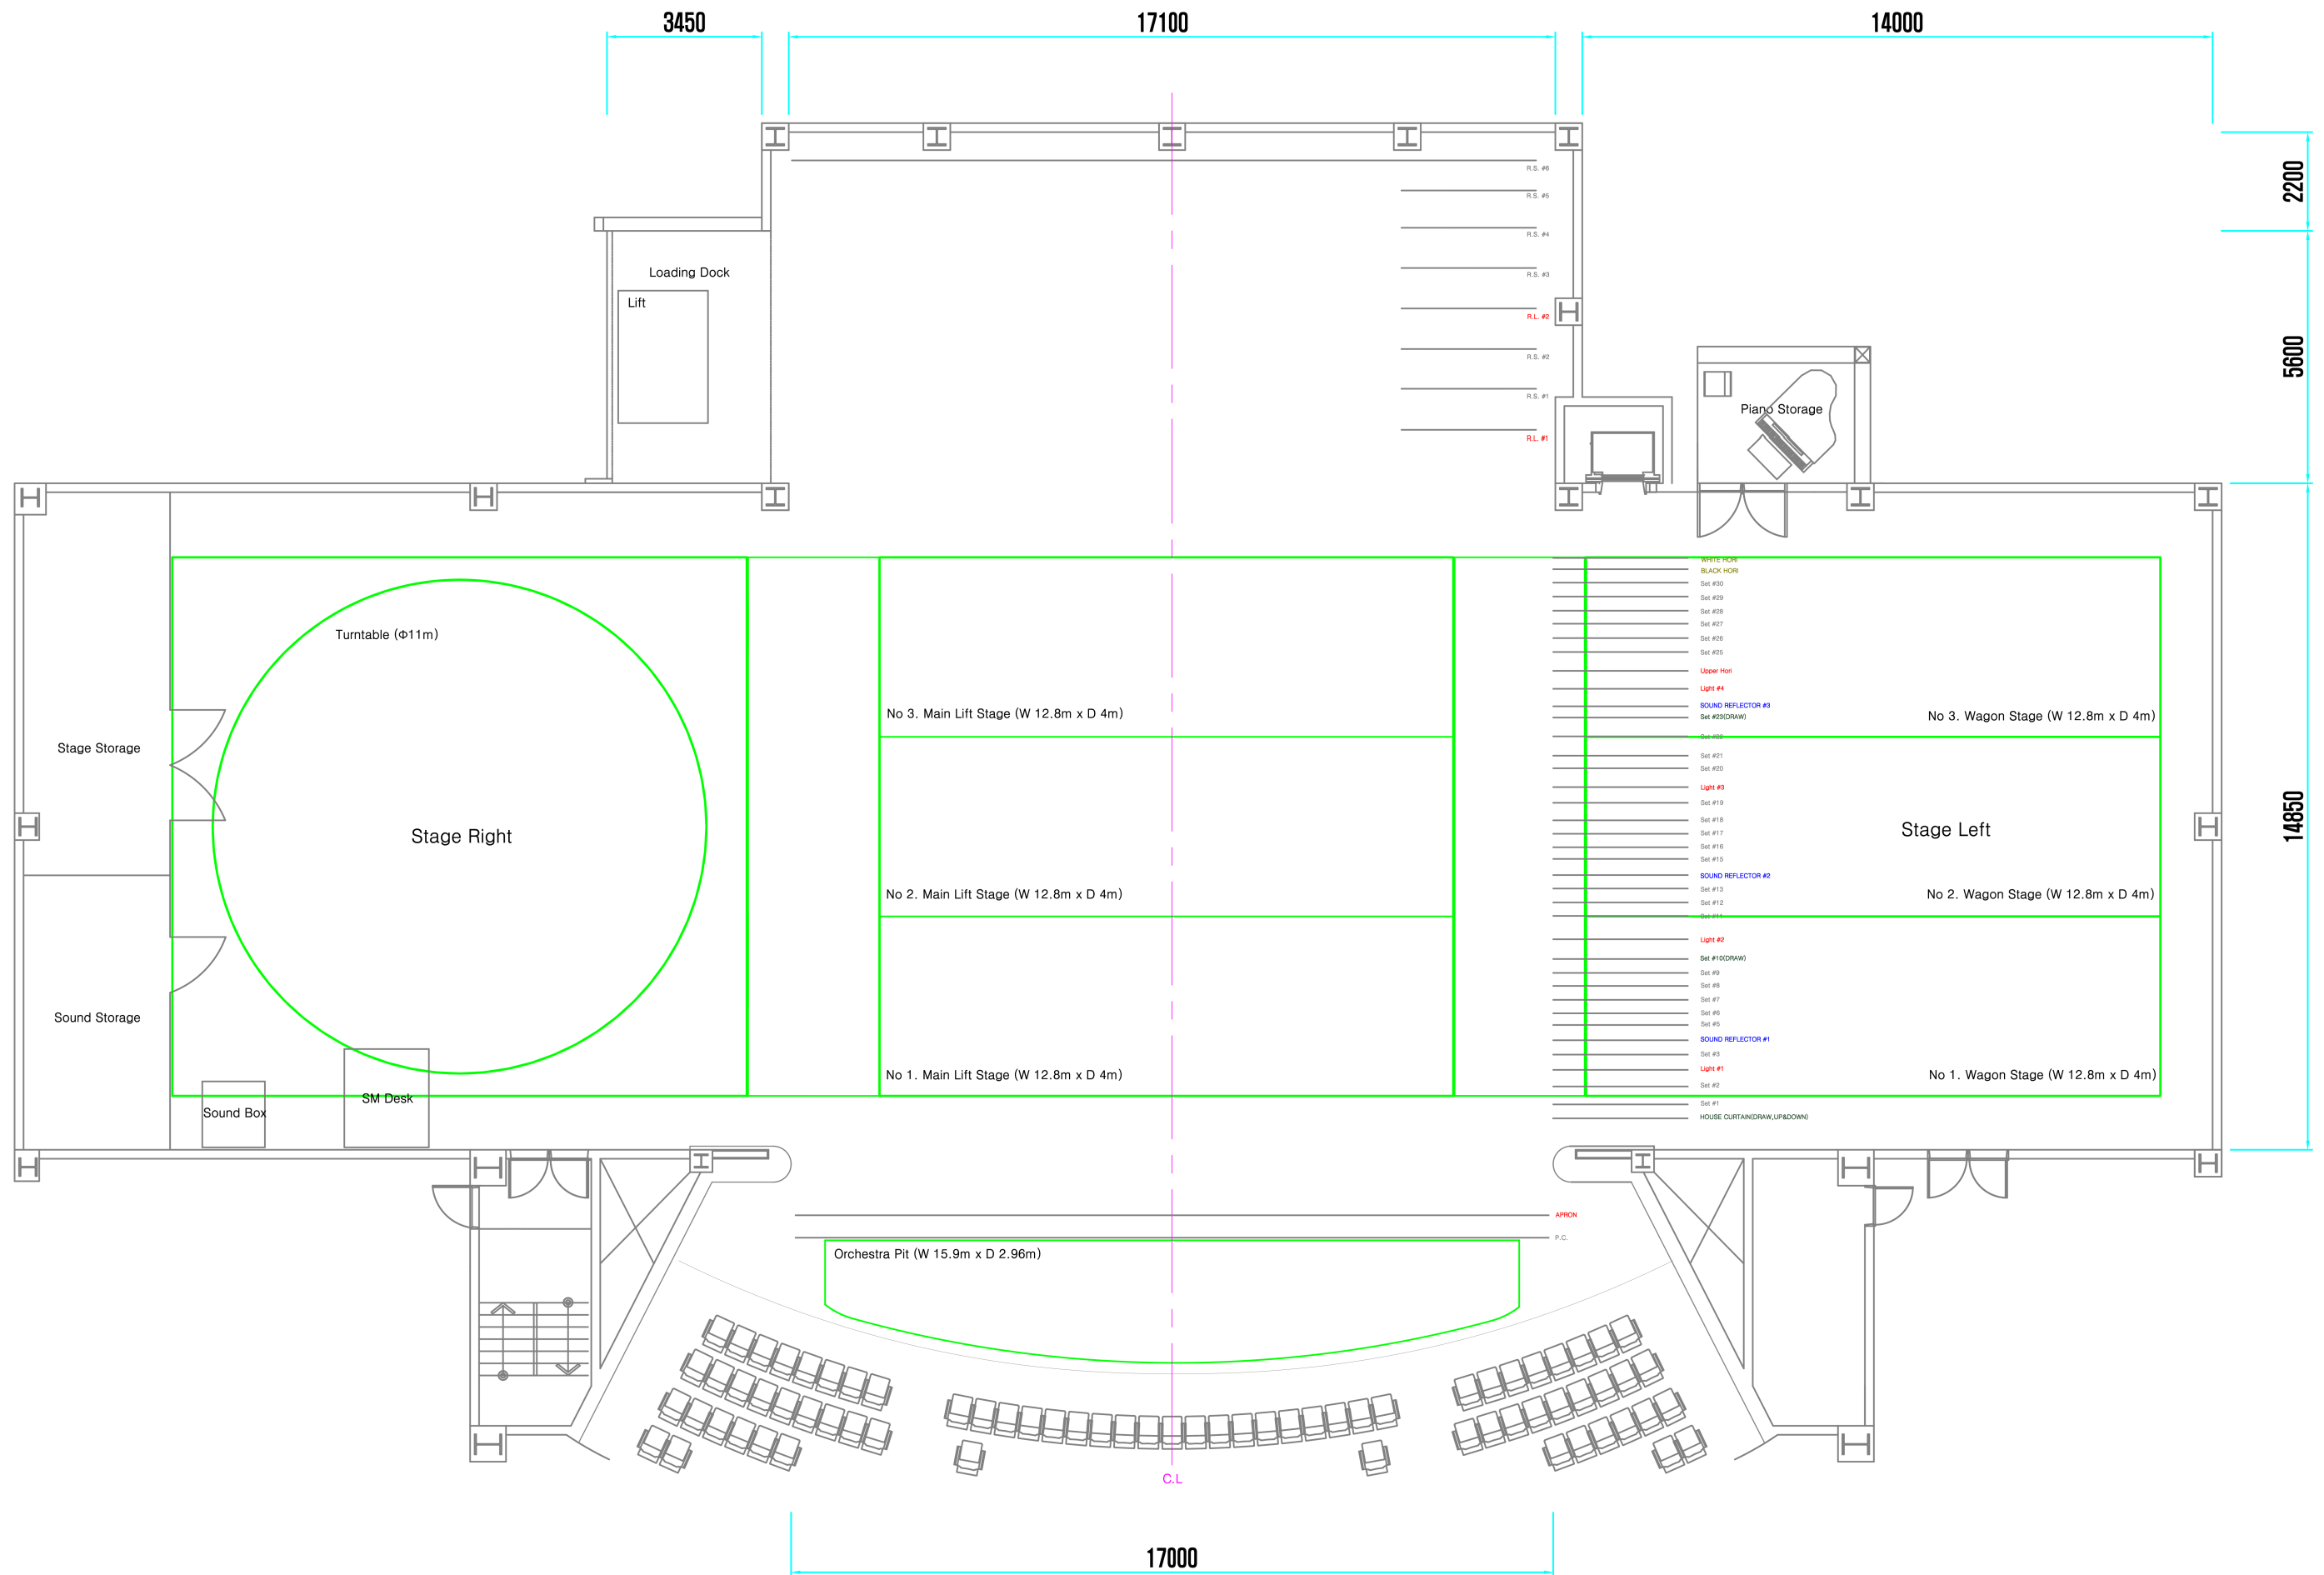 3450
17100
14000
2200
5600
14850
R.S. #6
R.S. #5
R.S. #4
R.S. #3
R.L. #2
R.S. #2
R.S. #1
R.L. #1
Loading Dock
Lift
Piano Storage
Turntable (Φ11m)
Stage Storage
Stage Right
Sound Storage
Sound Box
SM Desk
No 3. Main Lift Stage (W 12.8m x D 4m)
No 2. Main Lift Stage (W 12.8m x D 4m)
No 1. Main Lift Stage (W 12.8m x D 4m)
WHITE HORI
BLACK HORI
Set #30
Set #29
Set #28
Set #27
Set #26
Set #25
Upper Hori
Light #4
SOUND REFLECTOR #3
Set #23(DRAW)
Set #22
Set #21
Set #20
Light #3
Set #19
Set #18
Set #17
Set #16
Set #15
SOUND REFLECTOR #2
Set #13
Set #12
Set #11
Light #2
Set #10(DRAW)
Set #9
Set #8
Set #7
Set #6
Set #5
SOUND REFLECTOR #1
Set #3
Light #1
Set #2
Set #1
HOUSE CURTAIN(DRAW,UP&DOWN)
No 3. Wagon Stage (W 12.8m x D 4m)
Stage Left
No 2. Wagon Stage (W 12.8m x D 4m)
No 1. Wagon Stage (W 12.8m x D 4m)
APRON
P.C.
Orchestra Pit (W 15.9m x D 2.96m)
C.L
17000